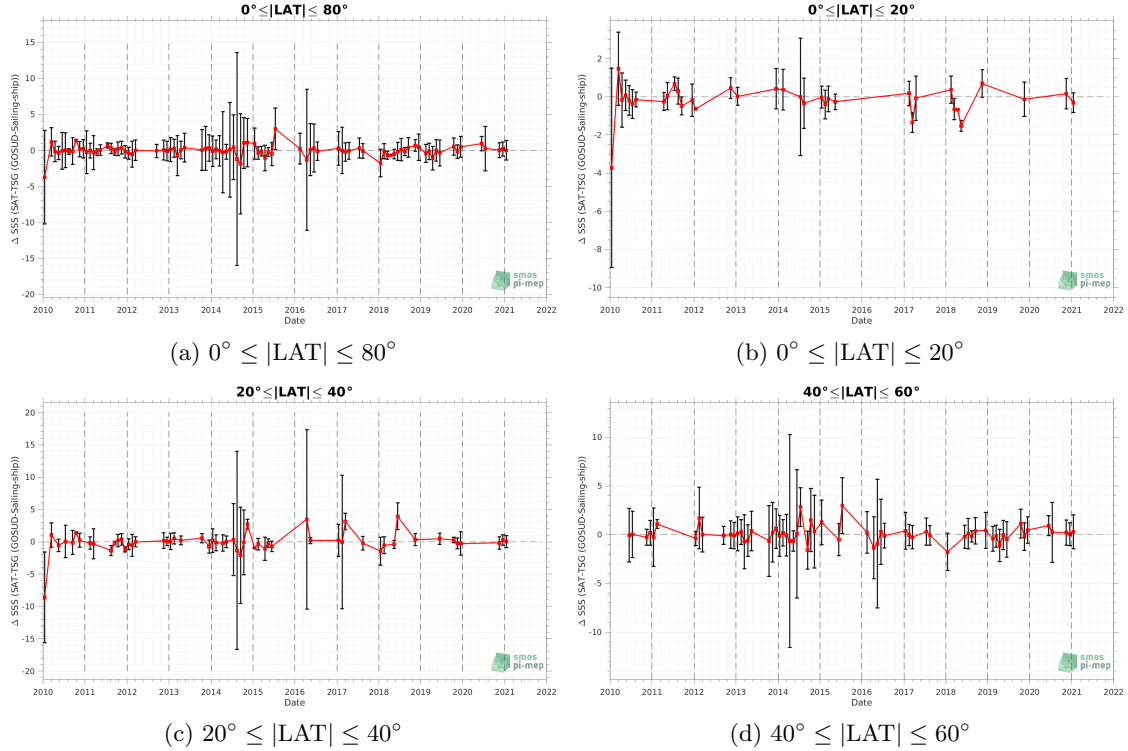 0°≤|LAT|≤ 80°
Δ SSS (SAT-TSG (GOSUD-Sailing-ship))
15
10
5
0
-5
-10
-15
-20
2010 2011 2012 2013 2014 2015 2016 2017 2018 2019 2020 2021 2022
Date
smos
pi-mep
(a) 0° ≤ |LAT| ≤ 80°
0°≤|LAT|≤ 20°
Δ SSS (SAT-TSG (GOSUD-Sailing-ship))
2
0
-2
-4
-6
-8
-10
2010 2011 2012 2013 2014 2015 2016 2017 2018 2019 2020 2021 2022
Date
smos
pi-mep
(b) 0° ≤ |LAT| ≤ 20°
20°≤|LAT|≤ 40°
Δ SSS (SAT-TSG (GOSUD-Sailing-ship))
20
15
10
5
0
-5
-10
-15
-20
2010 2011 2012 2013 2014 2015 2016 2017 2018 2019 2020 2021 2022
Date
smos
pi-mep
(c) 20° ≤ |LAT| ≤ 40°
40°≤|LAT|≤ 60°
Δ SSS (SAT-TSG (GOSUD-Sailing-ship))
10
5
0
-5
-10
2010 2011 2012 2013 2014 2015 2016 2017 2018 2019 2020 2021 2022
Date
smos
pi-mep
(d) 40° ≤ |LAT| ≤ 60°